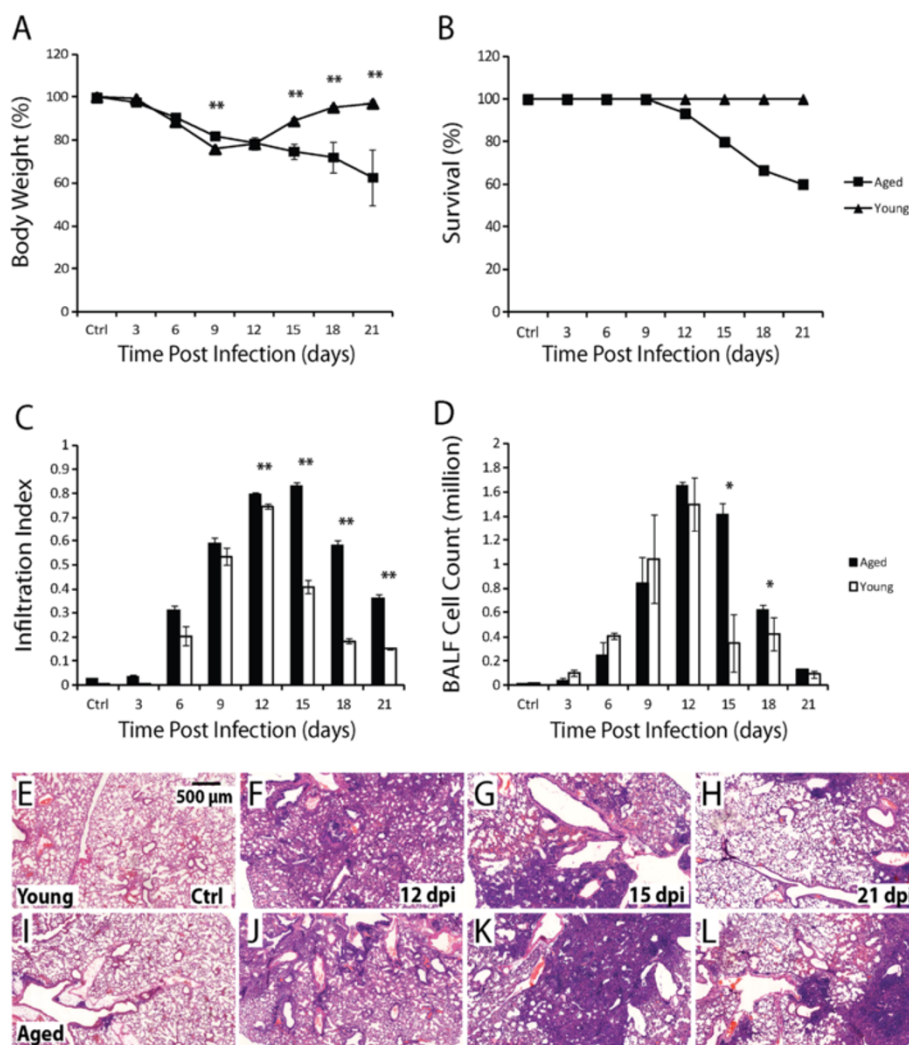 A
B
120
100
80
60
40
20
0
**
**
**
**
Body Weight (%)
Ctrl 3 6 9 12 15 18 21
Time Post Infection (days)
120
100
80
60
40
20
0
Survival (%)
Ctrl 3 6 9 12 15 18 21
Time Post Infection (days)
Aged
Young
C
D
1
0.9
0.8
0.7
0.6
0.5
0.4
0.3
0.2
0.1
0
**
**
**
**
Infiltration Index
Ctrl 3 6 9 12 15 18 21
Time Post Infection (days)
2
1.8
1.6
1.4
1.2
1
0.8
0.6
0.4
0.2
0
*
*
BALF Cell Count (million)
Ctrl 3 6 9 12 15 18 21
Time Post Infection (days)
Aged
Young
E
500 μm
Young Ctrl
F
12 dpi
G
15 dpi
H
21 dpi
I
Aged
J
K
L